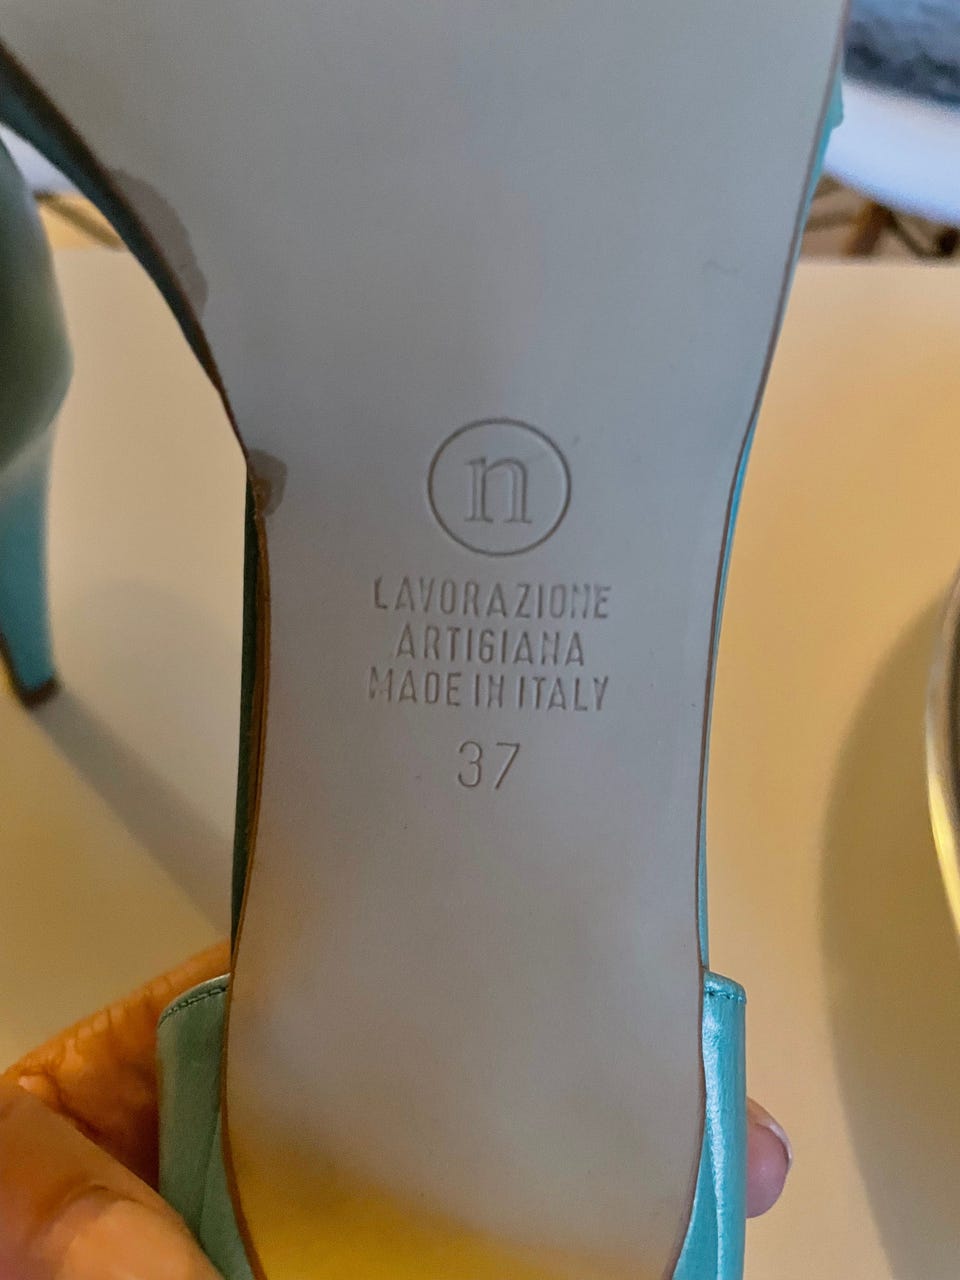 n
LAVORAZIONE
ARTIGIANA
MADE IN ITALY
37